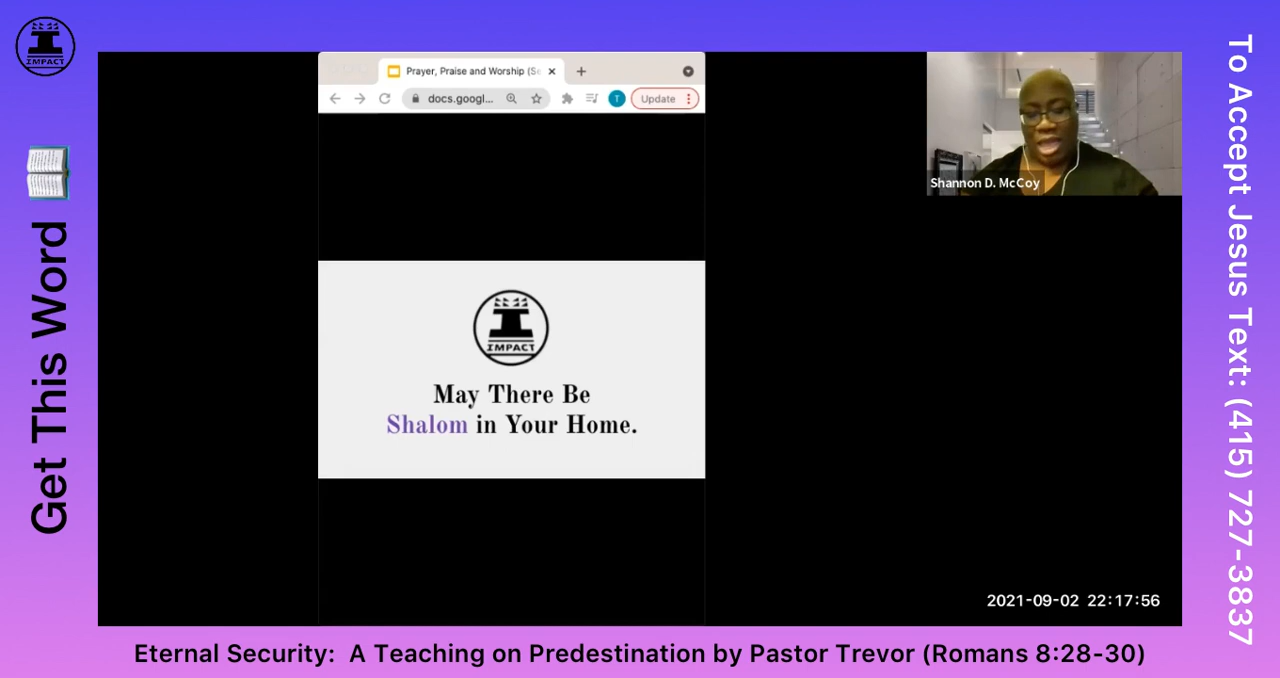 IMPACT
Get This Word
Prayer, Praise and Worship (Se
docs.googl...
T
Update
IMPACT
May There Be
Shalom in Your Home.
Shannon D. McCoy
2021-09-02 22:17:56
To Accept Jesus Text: (415) 727-3837
Eternal Security: A Teaching on Predestination by Pastor Trevor (Romans 8:28-30)